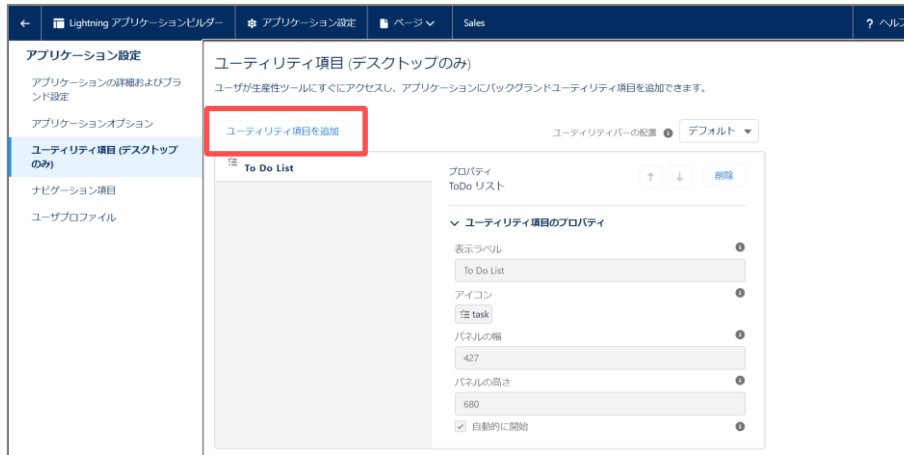 Lightning アプリケーションビルダー
アプリケーション設定
ページ
Sales
? ヘルプ
アプリケーション設定
アプリケーションの詳細およびブラ
ンド設定
アプリケーションオプション
ユーティリティ項目 (デスクトップ
のみ)
ナビゲーション項目
ユーザプロファイル
ユーティリティ項目 (デスクトップのみ)
ユーザが生産性ツールにすぐにアクセスし、アプリケーションにバックグランドユーティリティ項目を追加できます。
ユーティリティ項目を追加
ユーティリティバーの配置
デフォルト
To Do List
プロパティ
ToDo リスト
削除
ユーティリティ項目のプロパティ
表示ラベル
To Do List
アイコン
task
パネルの幅
427
パネルの高さ
680
自動的に開始